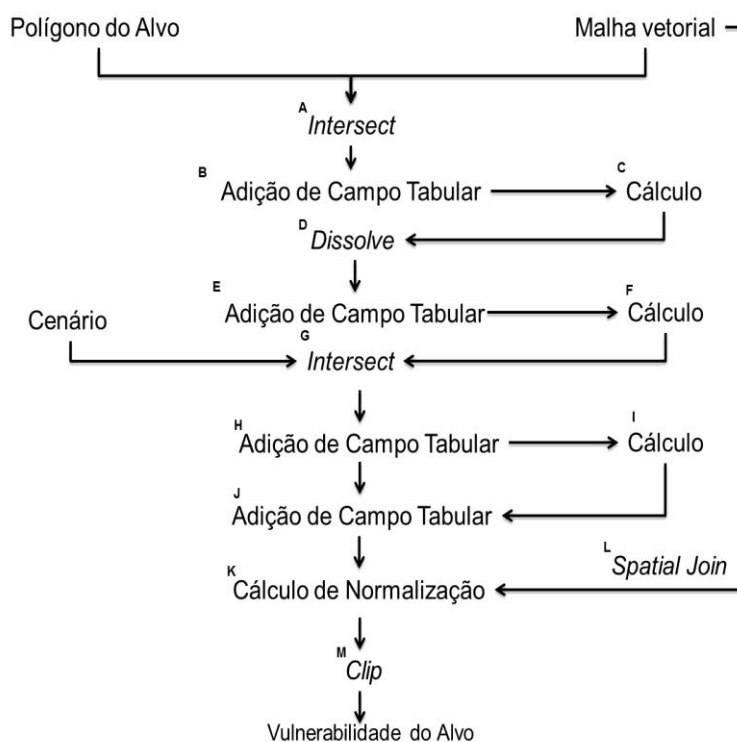 Polígono do Alvo
Malha vetorial
A Intersect
B Adição de Campo Tabular
C Cálculo
D Dissolve
E Adição de Campo Tabular
F Cálculo
Cenário
G Intersect
H Adição de Campo Tabular
I Cálculo
J Adição de Campo Tabular
L Spatial Join
K Cálculo de Normalização
M Clip
Vulnerabilidade do Alvo